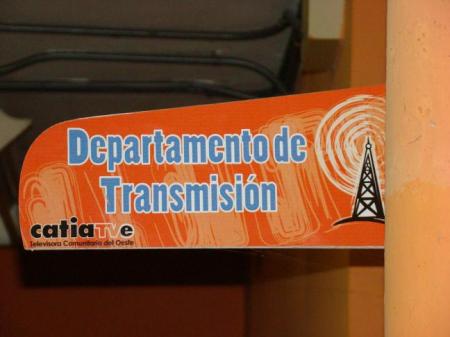 Departamento de
Transmisión
catiaTVe
Televisora Comunitaria del Oeste